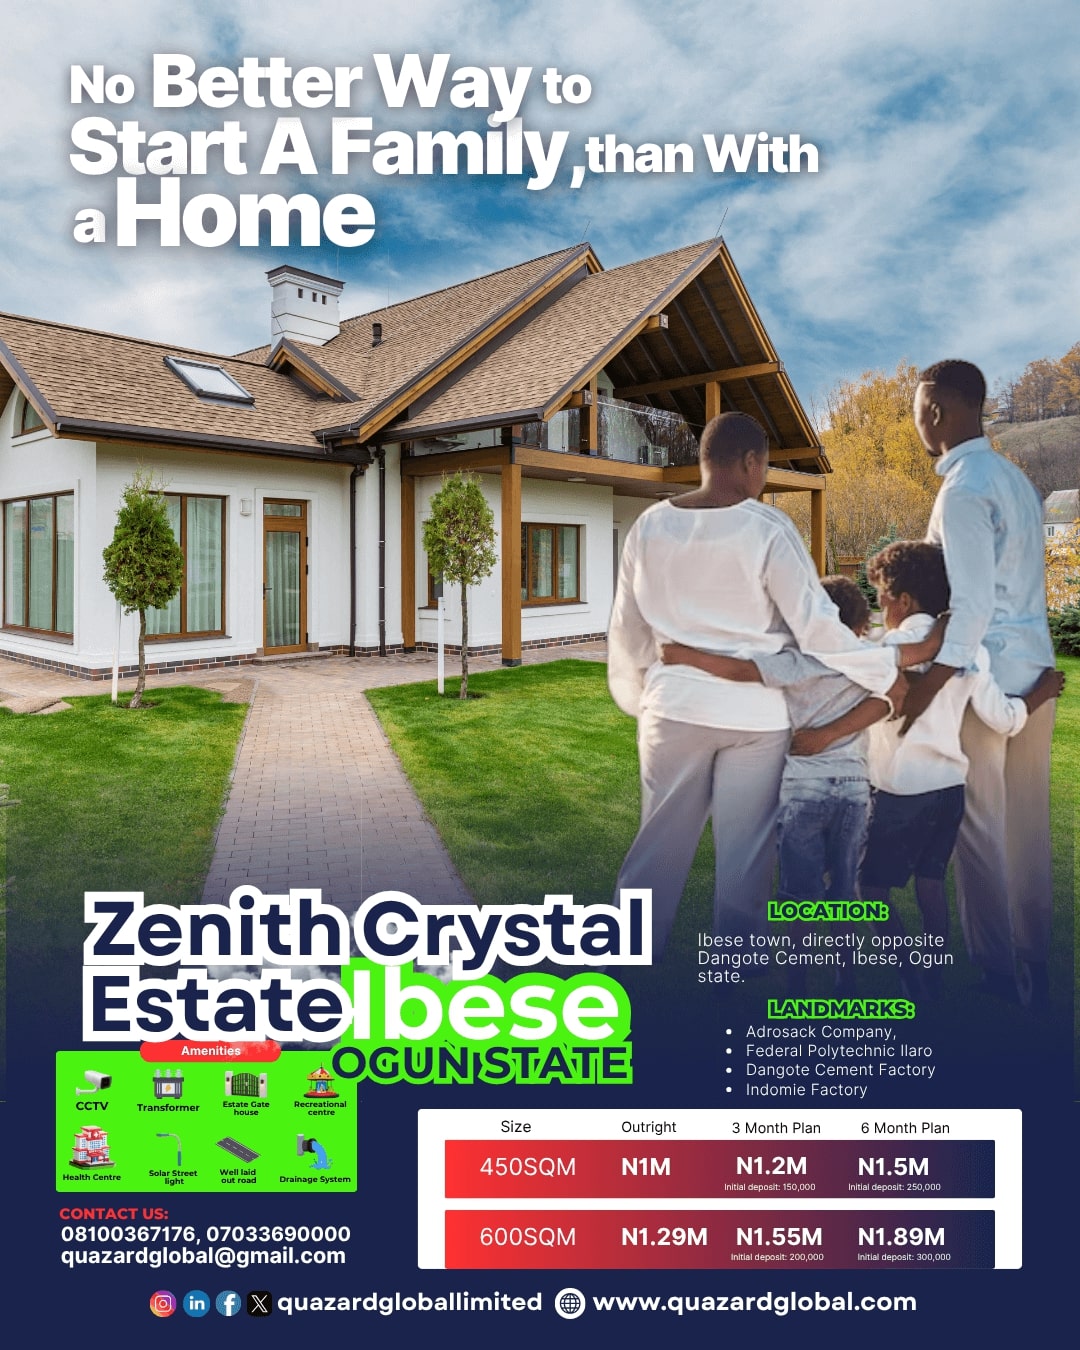 No Better Way to
Start A Family, than With
a Home
Zenith Crystal
Estate Ibese
OGUN STATE
LOCATION:
Ibese town, directly opposite
Dangote Cement, Ibese, Ogun
state.
LANDMARKS:
• Adrosack Company,
• Federal Polytechnic Ilaro
• Dangote Cement Factory
• Indomie Factory
Amenities
CCTV
Transformer
Estate Gate
house
Recreational
centre
Health Centre
Solar Street
light
Well laid
out road
Drainage System
Size Outright 3 Month Plan 6 Month Plan
450SQM N1M N1.2M N1.5M
Initial deposit: 150,000 Initial deposit: 250,000
600SQM N1.29M N1.55M N1.89M
Initial deposit: 200,000 Initial deposit: 300,000
CONTACT US:
08100367176, 07033690000
quazardglobal@gmail.com
quazardgloballimited www.quazardglobal.com